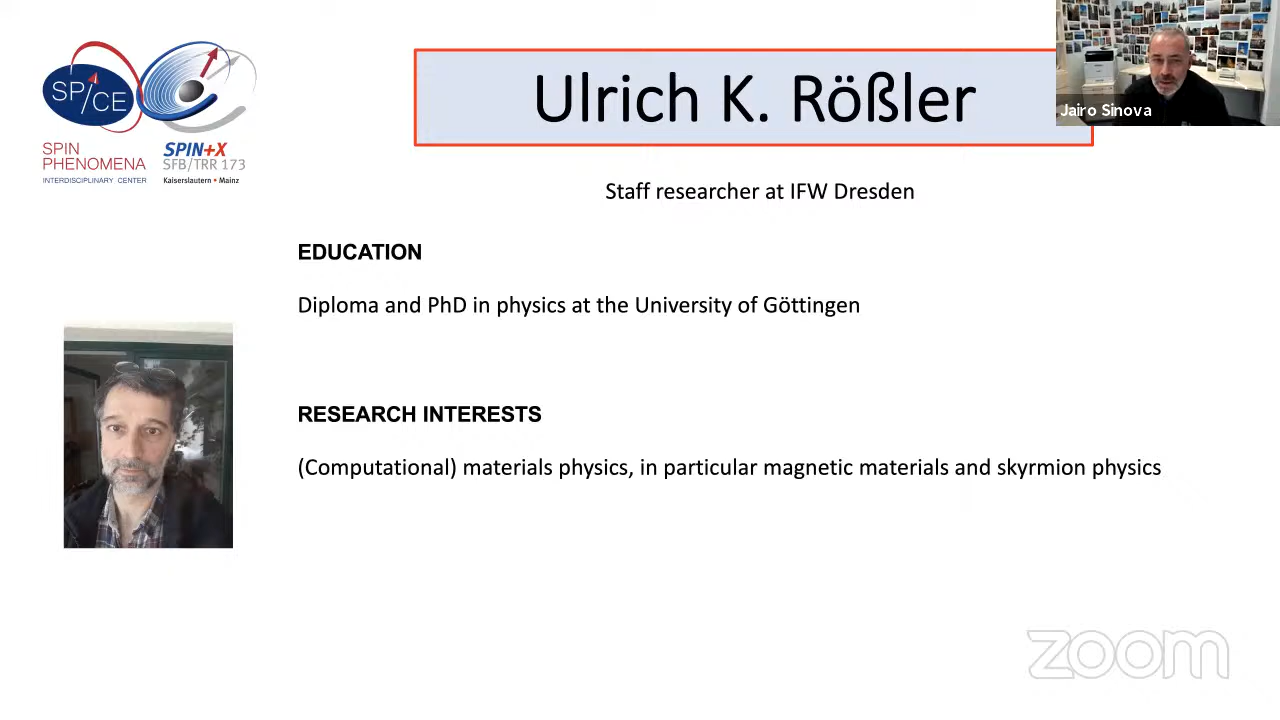 SPICE
SPIN
PHENOMENA
INTERDISCIPLINARY CENTER
SPIN+X
SFB/TRR 173
Kaiserslautern • Mainz
Ulrich K. Rößler
Jairo Sinova
Staff researcher at IFW Dresden
EDUCATION
Diploma and PhD in physics at the University of Göttingen
RESEARCH INTERESTS
(Computational) materials physics, in particular magnetic materials and skyrmion physics
zoom